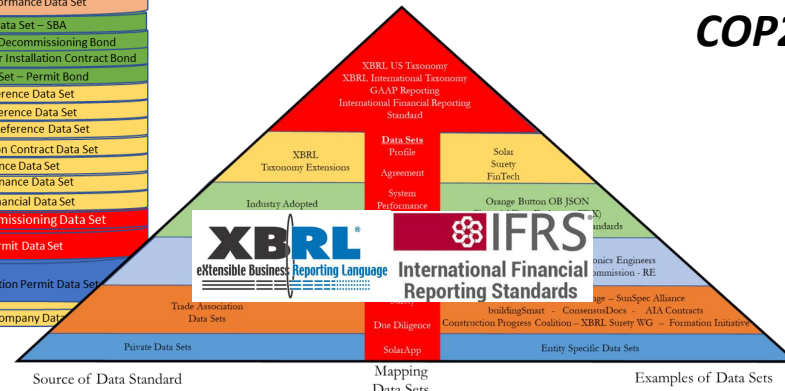 ormance Data Set
ata Set – SBA
Decommissioning Bond
r Installation Contract Bond
Set – Permit Bond
erence Data Set
erence Data Set
eference Data Set
n Contract Data Set
nce Data Set
nance Data Set
nancial Data Set
missioning Data Set
rmit Data Set
tion Permit Data Set
ompany Data
COP2
XBRL US Taxonomy
XBRL International Taxonomy
GAAP Reporting
International Financial Reporting
Standard
XBRL
Taxonomy Extensions
Data Sets
Profile
Agreement
System
Performance
Solar
Surety
FinTech
Industry Adopted
Orange Button OB JSON
X)
andards
XBRL®
eXtensible Business Reporting Language
IFRS®
International Financial
Reporting Standards
onics Engineers
ommission - RE
Trade Association
Data Sets
Due Diligence
nge – SunSpec Alliance
buildingSmart - ConsensusDocs - AIA Contracts
Construction Progress Coalition – XBRL Surety WG – Formation Initiative
Private Data Sets
SolarApp
Entity Specific Data Sets
Source of Data Standard
Mapping
Data Sets
Examples of Data Sets